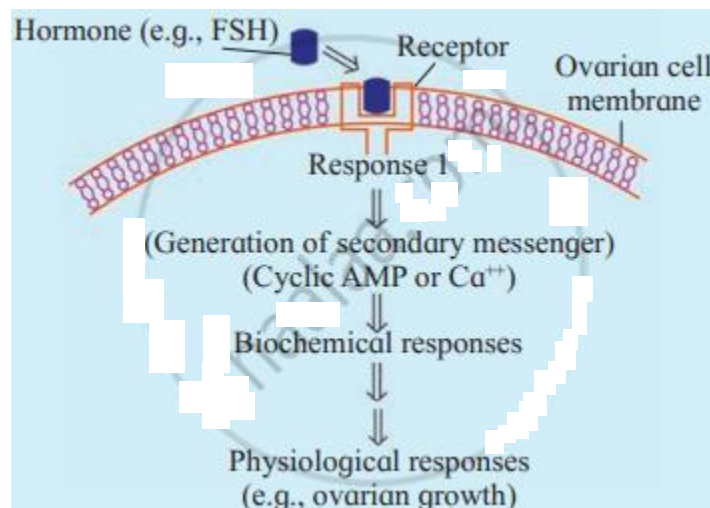 Hormone (e.g., FSH)
Receptor
Ovarian cell
membrane
Response 1
(Generation of secondary messenger)
(Cyclic AMP or Ca⁺⁺)
Biochemical responses
Physiological responses
(e.g., ovarian growth)